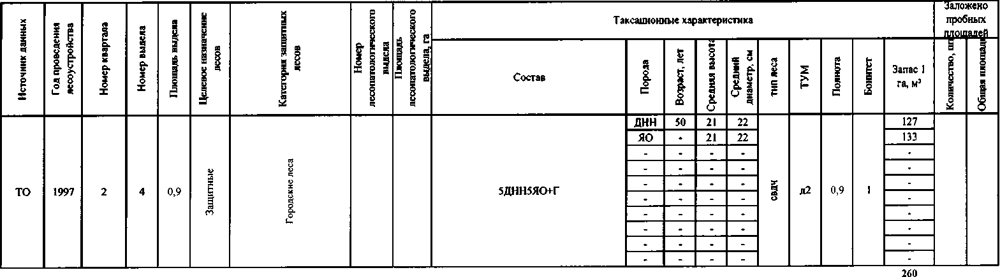 Источник данных
Год проведения
лесоустройства
Номер квартала
Номер выдела
Площадь выдела
Целевое назначение
лесов
Категория защитных
лесов
Номер
лесопатологического
выдела
Площадь
лесопатологического
выдела, га
Таксационные характеристика
Заложено
пробных
площадей
Состав
Порода
Возраст, лет
Средняя высота
Средний
диаметр, см
тип леса
ТУМ
Полнота
Бонитет
Запас 1
га, м³
Количество, шт
Общая площадь
ТО 1997 2 4 0,9 Защитные Городские леса 5ДНН5ЯО+Г
ДНН 50 21 22 свдч д2 0,9 1 127
ЯО - 21 22 133
- - - - -
- - - - -
- - - - -
- - - - -
- - - - -
- - - - -
- - - - -
- - - - -
260